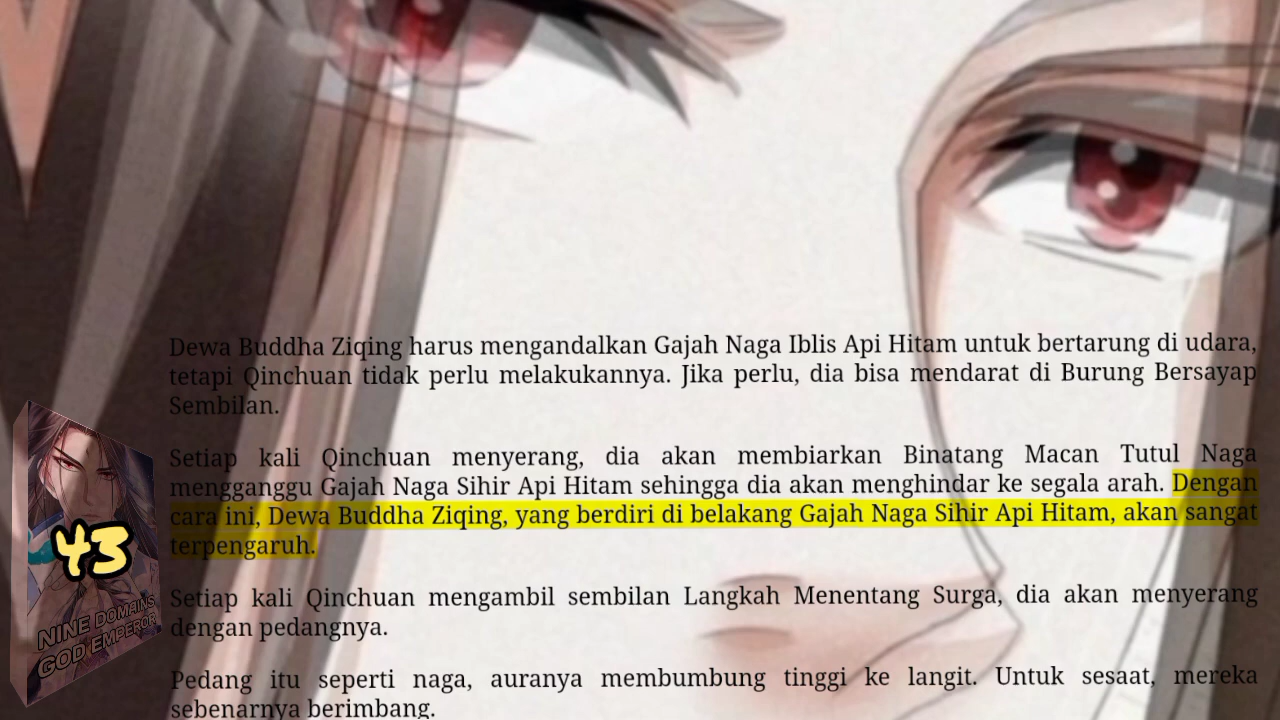 Dewa Buddha Ziqing harus mengandalkan Gajah Naga Iblis Api Hitam untuk bertarung di udara,
tetapi Qinchuan tidak perlu melakukannya. Jika perlu, dia bisa mendarat di Burung Bersayap
Sembilan.
Setiap kali Qinchuan menyerang, dia akan membiarkan Binatang Macan Tutul Naga
mengganggu Gajah Naga Sihir Api Hitam sehingga dia akan menghindar ke segala arah. Dengan
cara ini, Dewa Buddha Ziqing, yang berdiri di belakang Gajah Naga Sihir Api Hitam, akan sangat
terpengaruh.
Setiap kali Qinchuan mengambil sembilan Langkah Menentang Surga, dia akan menyerang
dengan pedangnya.
Pedang itu seperti naga, auranya membumbung tinggi ke langit. Untuk sesaat, mereka
sebenarnya berimbang.
43
NINE DOMAINS
GOD EMPEROR